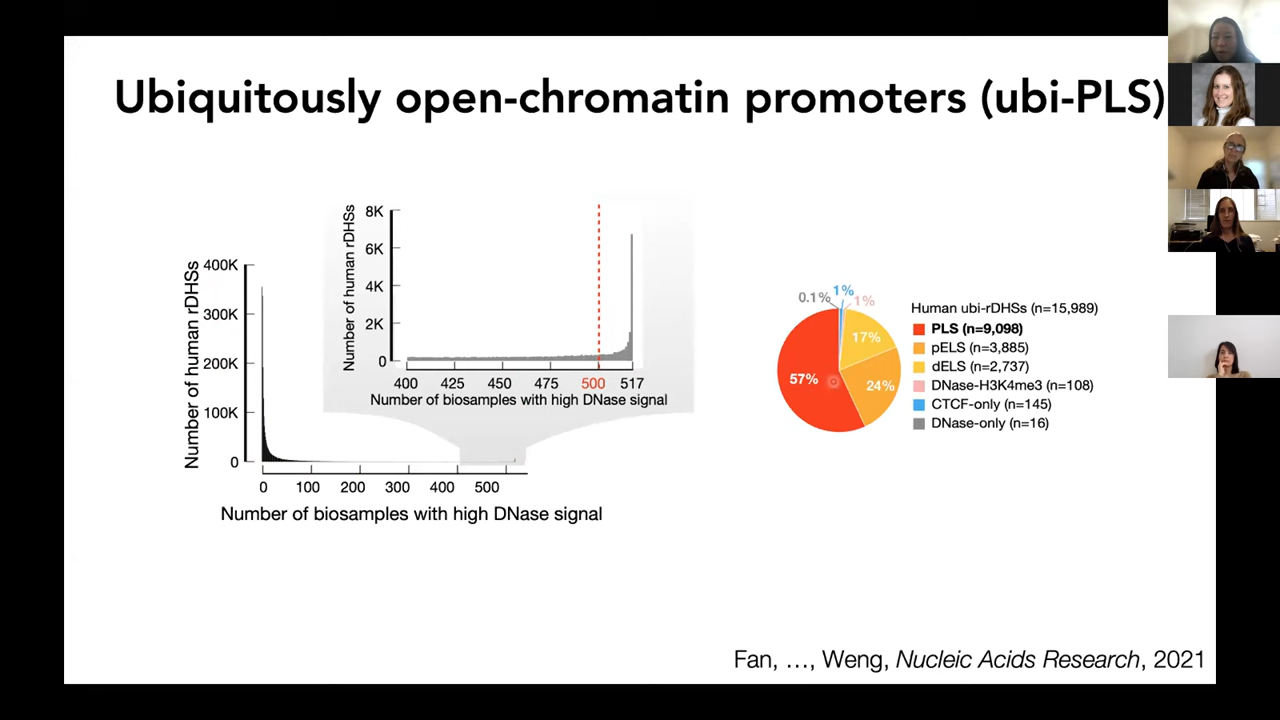 Ubiquitously open-chromatin promoters (ubi-PLS)
Number of human rDHSs
400K
300K
200K
100K
0
0 100 200 300 400 500
Number of biosamples with high DNase signal
Number of human rDHSs
8K
6K
4K
2K
0
400 425 450 475 500 517
Number of biosamples with high DNase signal
0.1% 1% 1%
17%
57%
24%
Human ubi-rDHSs (n=15,989)
PLS (n=9,098)
pELS (n=3,885)
dELS (n=2,737)
DNase-H3K4me3 (n=108)
CTCF-only (n=145)
DNase-only (n=16)
Fan, …, Weng, Nucleic Acids Research, 2021